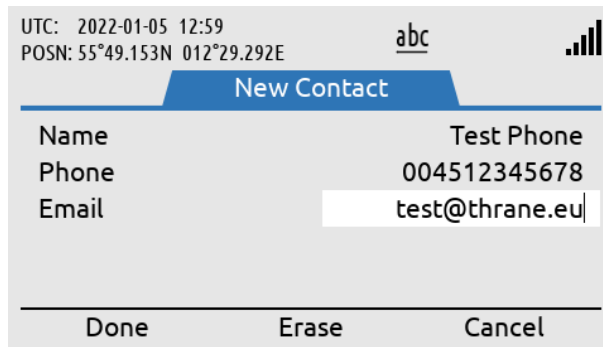 UTC: 2022-01-05 12:59
abc
POSN: 55°49.153N 012°29.292E
New Contact
Name Test Phone
Phone 004512345678
Email test@thrane.eu
Done Erase Cancel